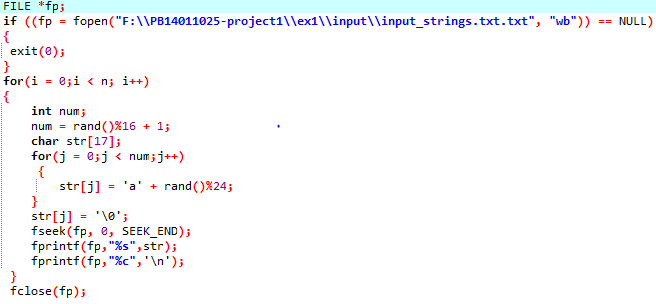 FILE *fp;
if ((fp = fopen("F:\\PB14011025-project1\\ex1\\input\\input_strings.txt.txt", "wb")) == NULL)
{
exit(0);
}
for(i = 0;i < n; i++)
{
int num;
num = rand()%16 + 1;
char str[17];
for(j = 0;j < num;j++)
{
str[j] = 'a' + rand()%24;
}
str[j] = '\0';
fseek(fp, 0, SEEK_END);
fprintf(fp,"%s",str);
fprintf(fp,"%c",'\n');
}
fclose(fp);